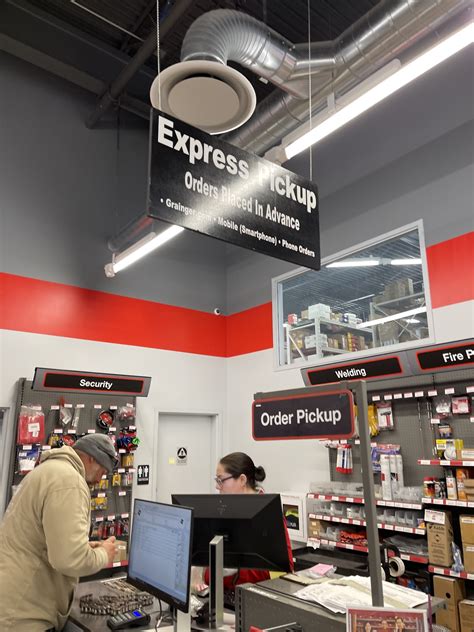 Express Pickup
Orders Placed In Advance
• Grainger.com • Mobile (Smartphone) • Phone Orders
Security
Welding
Fire P
Order Pickup